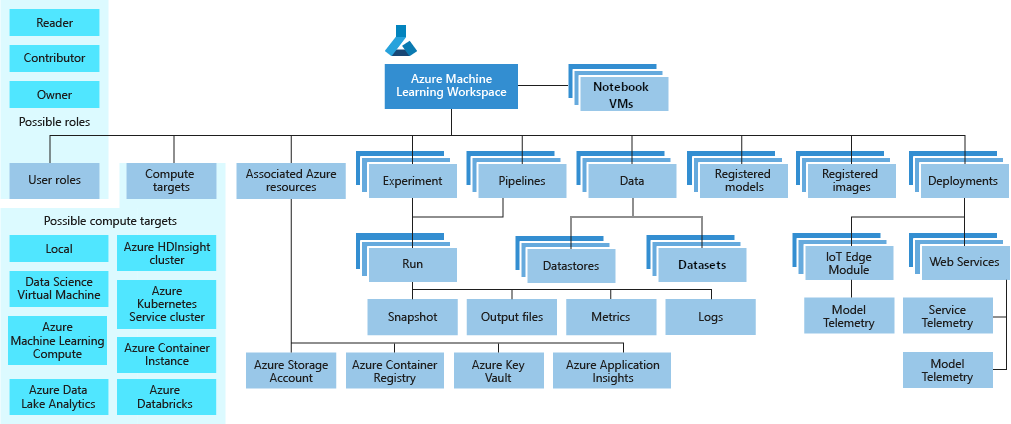 Reader
Contributor
Owner
Possible roles
Azure Machine
Learning Workspace
Notebook
VMs
User roles
Compute
targets
Associated Azure
resources
Experiment
Pipelines
Data
Registered
models
Registered
images
Deployments
Possible compute targets
Local
Azure HDInsight
cluster
Data Science
Virtual Machine
Azure
Kubernetes
Service cluster
Azure
Machine Learning
Compute
Azure Container
Instance
Azure Data
Lake Analytics
Azure
Databricks
Run
Datastores
Datasets
IoT Edge
Module
Web Services
Snapshot
Output files
Metrics
Logs
Model
Telemetry
Service
Telemetry
Azure Storage
Account
Azure Container
Registry
Azure Key
Vault
Azure Application
Insights
Model
Telemetry